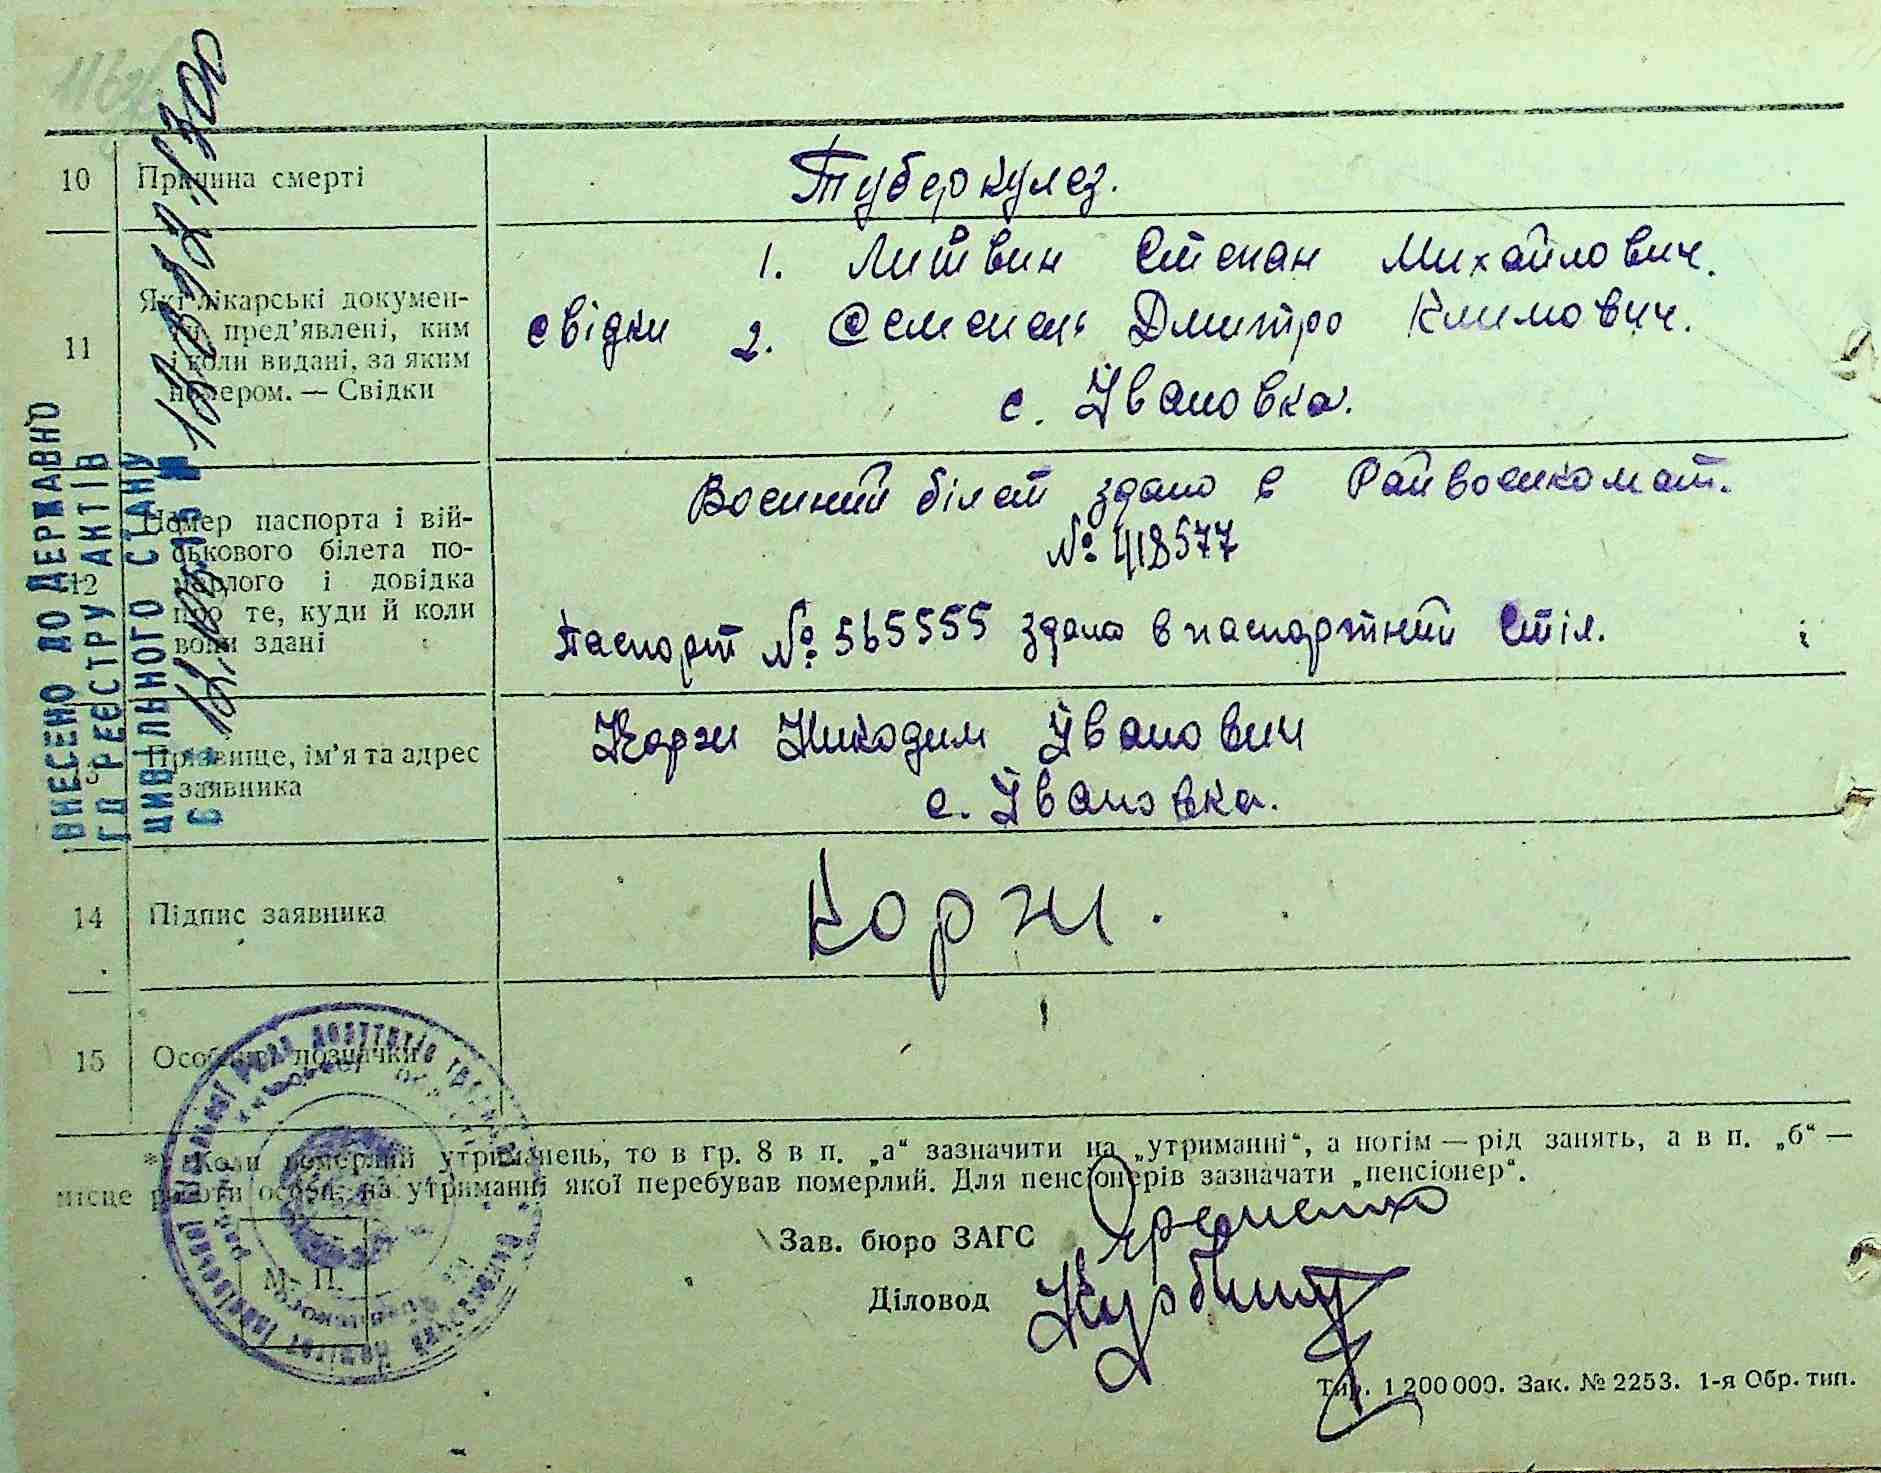 10 Причина смерті
Туберкулез.
11 Які лікарські докумен-
ти пред'явлені, ким
і коли видані, за яким
номером. — Свідки
1. Литвин Степан Михайлович.
свідки 2. Дмитро Климович.
с. Івановка.
12 Номер паспорта і вій-
ськового білета по-
мерлого і довідка
про те, куди й коли
вони здані
Воєний білет здано в Райвоєнкомат.
№ 418577
Паспорт № 565555 здано в паспортний Стіл.
13 Прізвище, ім'я та адрес
заявника
Корж Никодим Іванович
с. Івановка.
14 Підпис заявника
Корж.
15 Особливі позначки
*) Коли померлий утриманець, то в гр. 8 в п. „а“ зазначити на „утриманні“, а потім — рід занять, а в п. „б“ —
місце роботи особи, на утриманні якої перебував померлий. Для пенсіонерів зазначати „пенсіонер“.
Зав. бюро ЗАГС
Діловод
М. П.
Тир. 1 200 000. Зак. № 2253. 1-я Обр. тип.
ВНЕСЕНО ДО ДЕРЖАВНО
ГО РЕЄСТРУ АКТІВ
ЦИВІЛЬНОГО СТАНУ